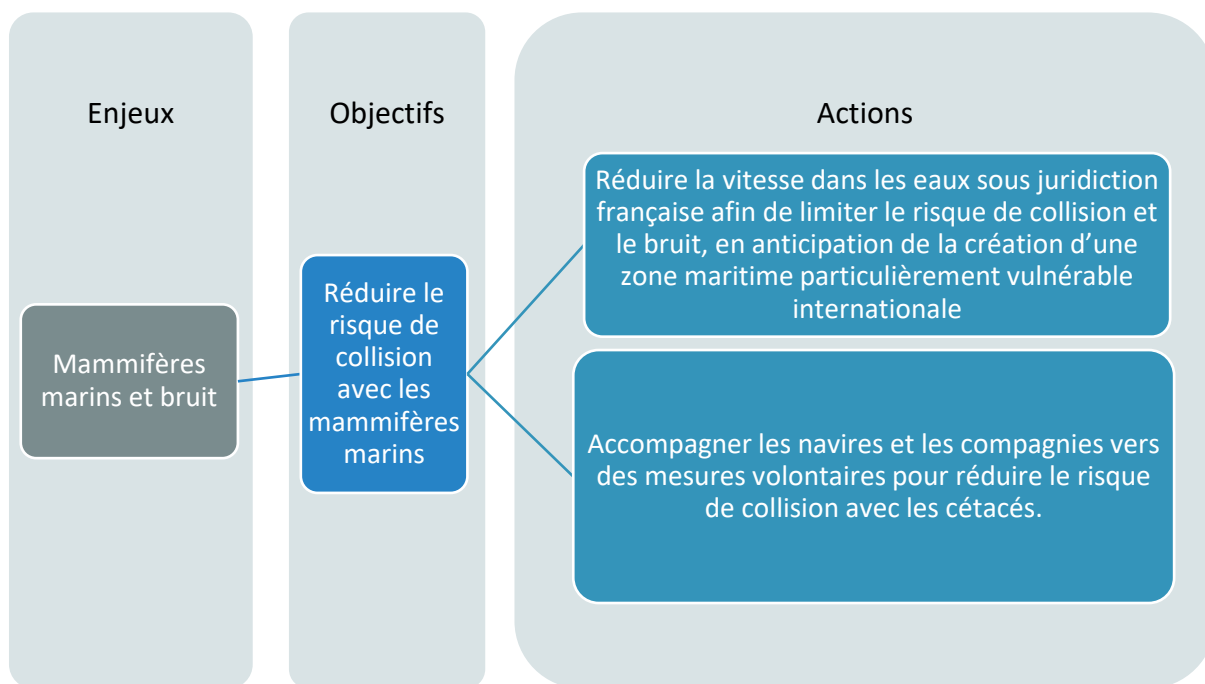 Enjeux
Objectifs
Actions
Mammifères
marins et bruit
Réduire le
risque de
collision
avec les
mammifères
marins
Réduire la vitesse dans les eaux sous juridiction
française afin de limiter le risque de collision et
le bruit, en anticipation de la création d’une
zone maritime particulièrement vulnérable
internationale
Accompagner les navires et les compagnies vers
des mesures volontaires pour réduire le risque
de collision avec les cétacés.